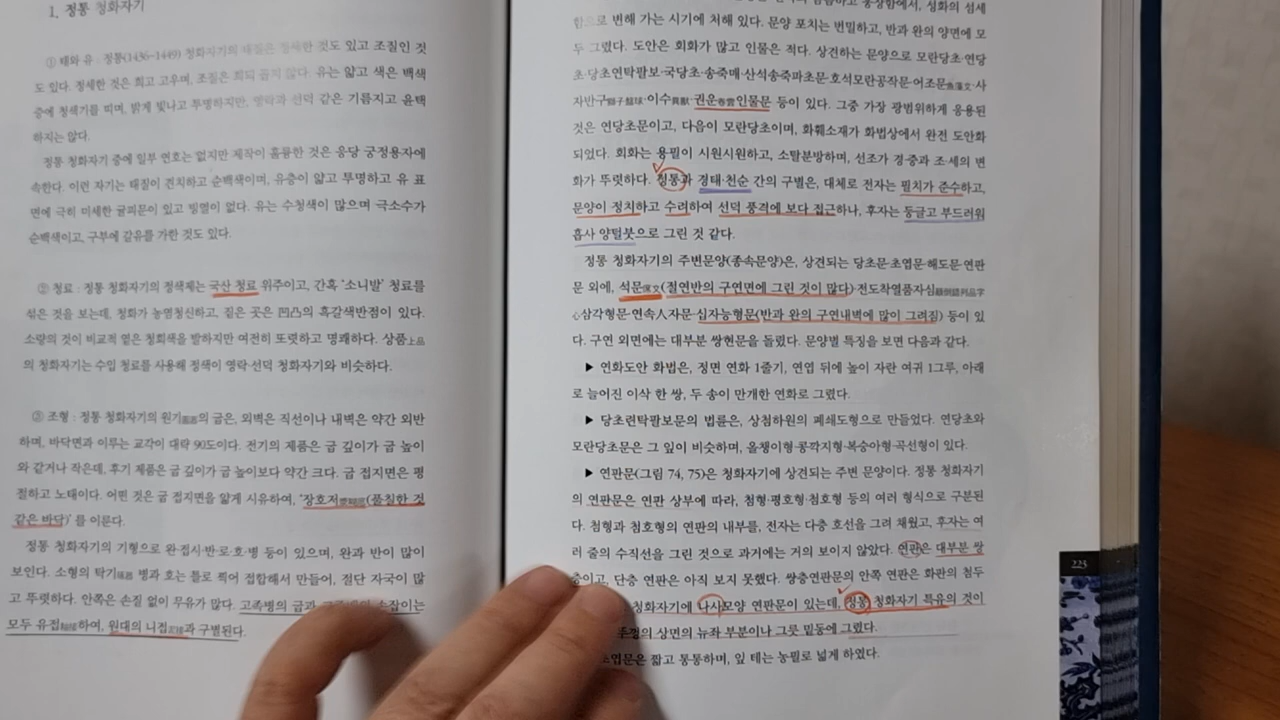 1. 정통 청화자기
① 태와 유 : 정통(1436-1449) 청화자기의 태질은 정세한 것도 있고 조질인 것
도 있다. 정세한 것은 희고 고우며, 조질은 희되 곱지 않다. 유는 얇고 색은 백색
중에 청색기를 띠며, 밝게 빛나고 투명하지만, 영락과 선덕 같은 기름지고 윤택
하지는 않다.
정통 청화자기 중에 일부 연호는 없지만 제작이 훌륭한 것은 응당 궁정용자에
속한다. 이런 자기는 태질이 견치하고 순백색이며, 유층이 얇고 투명하고 유 표
면에 극히 미세한 귤피문이 있고 빙열이 없다. 유는 수청색이 많으며 극소수가
순백색이고, 구부에 갈유를 가한 것도 있다.
② 청료 : 정통 청화자기의 정색제는 국산 청료 위주이고, 간혹 '소니발' 청료를
섞은 것을 보는데, 청화가 농염청신하고, 짙은 곳은 凹凸의 흑갈색반점이 있다.
소량의 것이 비교적 옅은 청회색을 발하지만 여전히 또렷하고 명쾌하다. 상품上品
의 청화자기는 수입 청료를 사용해 정색이 영락·선덕 청화자기와 비슷하다.
③ 조형 : 정통 청화자기의 원기圓器의 굽은, 외벽은 직선이나 내벽은 약간 외반
하며, 바닥면과 이루는 교각이 대략 90도이다. 전기의 제품은 굽 깊이가 굽 높이
와 같거나 작은데, 후기 제품은 굽 깊이가 굽 높이보다 약간 크다. 굽 접지면은 평
절하고 노태이다. 어떤 것은 굽 접지면을 얇게 시유하여, '장호저(풀칠한 것
같은 바닥)'를 이룬다.
정통 청화자기의 기형으로 완·접시·반·로·호·병 등이 있으며, 완과 반이 많이
보인다. 소형의 탁기 병과 호는 틀로 찍어 접합해서 만들어, 절단 자국이 많
고 뚜렷하다. 안쪽은 손질 없이 무유가 많다. 고족병의 굽과 손잡이는
모두 유접하여, 원대의 니접泥接과 구별된다.
함으로 변해 가는 시기에 처해 있다. 문양 포치는 번밀하고, 반과 완의 양면에 모
두 그렸다. 도안은 회화가 많고 인물은 적다. 상견하는 문양으로 모란당초·연당
초·당초연탁팔보·국당초·송죽매·산석송죽파초문·호석모란공작문·어조문魚藻文·사
자반구獅子絆球·이수異獸·권운卷雲인물문 등이 있다. 그중 가장 광범위하게 응용된
것은 연당초문이고, 다음이 모란당초이며, 화훼소재가 화법상에서 완전 도안화
되었다. 회화는 용필이 시원시원하고, 소탈분방하며, 선조가 경·중과 조·세의 변
화가 뚜렷하다. 정통과 경태·천순 간의 구별은, 대체로 전자는 필치가 준수하고,
문양이 정치하고 수려하여 선덕 풍격에 보다 접근하나, 후자는 둥글고 부드러워
흡사 양털붓으로 그린 것 같다.
정통 청화자기의 주변문양(종속문양)은, 상견되는 당초문·초엽문·해도문·연판
문 외에, 석문席文(절연반의 구연면에 그린 것이 많다)·전도착열품자심顚倒錯列品字
心·삼각형문·연속人자문·십자능형문(반과 완의 구연내벽에 많이 그려짐) 등이 있
다. 구연 외면에는 대부분 쌍현문을 돌렸다. 문양별 특징을 보면 다음과 같다.
▶ 연화도안 화법은, 정면 연화 1줄기, 연엽 뒤에 높이 자란 여귀 1그루, 아래
로 늘어진 이삭 한 쌍, 두 송이 만개한 연화로 그렸다.
▶ 당초련탁팔보문의 법률은, 상첨하원의 폐쇄도형으로 만들었다. 연당초와
모란당초문은 그 잎이 비슷하며, 올챙이형·콩각지형·복숭아형·곡선형이 있다.
▶ 연판문(그림 74, 75)은 청화자기에 상견되는 주변 문양이다. 정통 청화자기
의 연판문은 연판 상부에 따라, 첨형·평호형·첨호형 등의 여러 형식으로 구분된
다. 첨형과 첨호형의 연판의 내부를, 전자는 다층 호선을 그려 채웠고, 후자는 여
러 줄의 수직선을 그린 것으로 과거에는 거의 보이지 않았다. 연판은 대부분 쌍
층이고, 단층 연판은 아직 보지 못했다. 쌍층연판문의 안쪽 연판은 화판의 첨두
청화자기에 나사모양 연판문이 있는데, 정통 청화자기 특유의 것이
뚜껑의 상면의 뉴좌 부분이나 그릇 밑동에 그렸다.
초엽문은 짧고 통통하며, 잎 테는 농필로 넓게 하였다.
223